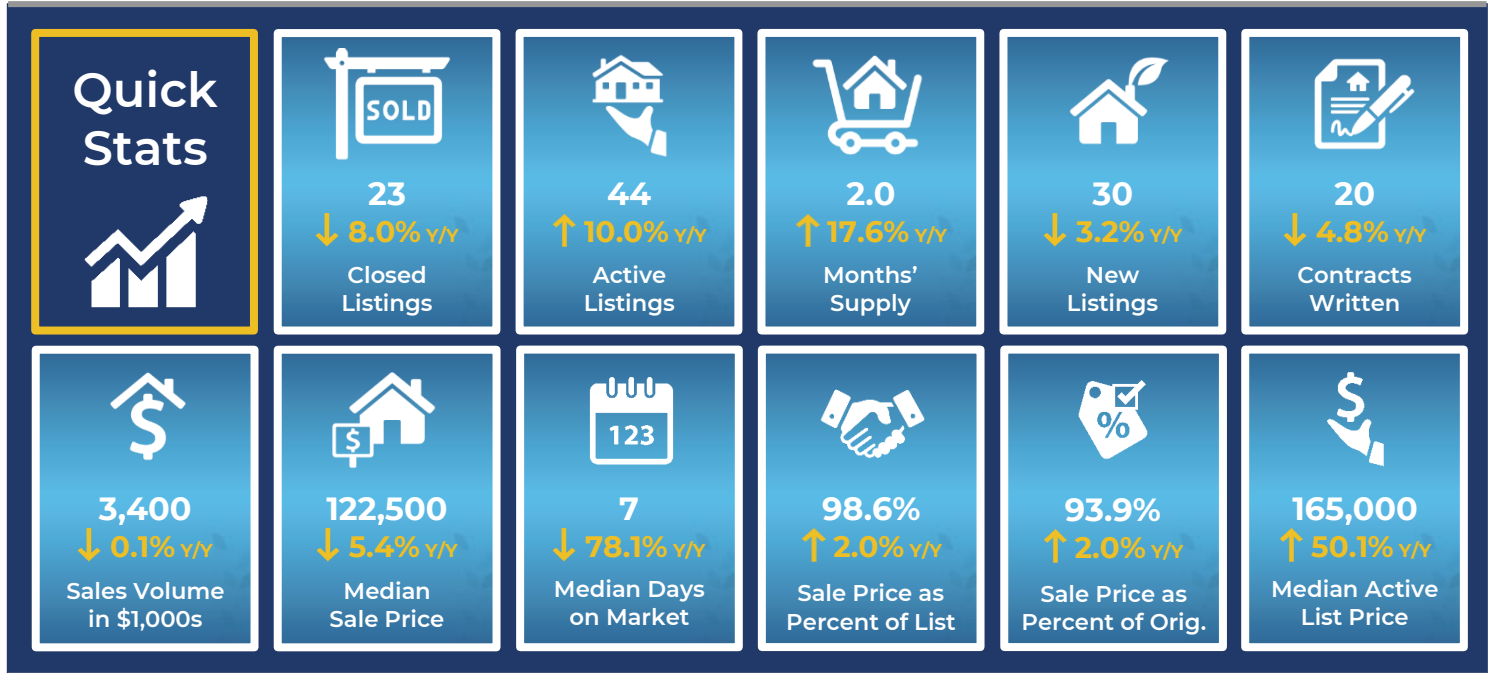 Quick
Stats
SOLD
23
↓ 8.0% Y/Y
Closed
Listings
44
↑ 10.0% Y/Y
Active
Listings
2.0
↑ 17.6% Y/Y
Months’
Supply
30
↓ 3.2% Y/Y
New
Listings
20
↓ 4.8% Y/Y
Contracts
Written
$
3,400
↓ 0.1% Y/Y
Sales Volume
in $1,000s
$
122,500
↓ 5.4% Y/Y
Median
Sale Price
123
7
↓ 78.1% Y/Y
Median Days
on Market
98.6%
↑ 2.0% Y/Y
Sale Price as
Percent of List
%
93.9%
↑ 2.0% Y/Y
Sale Price as
Percent of Orig.
$
165,000
↑ 50.1% Y/Y
Median Active
List Price